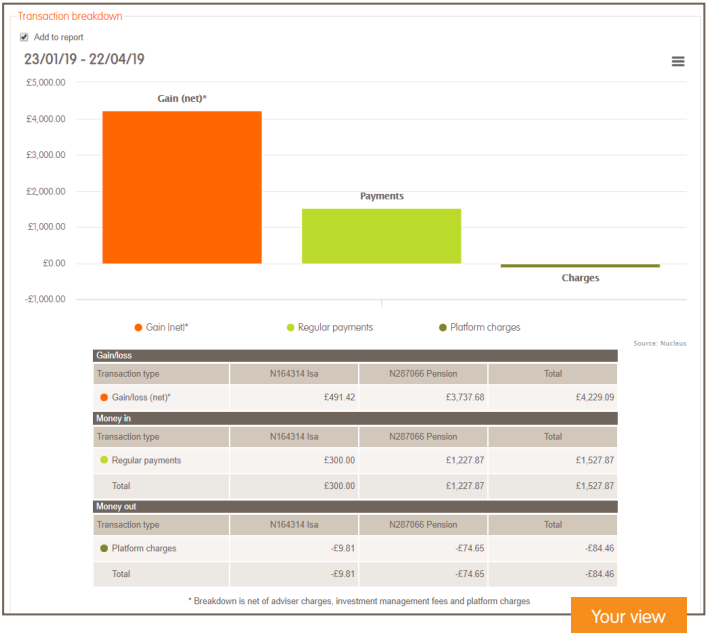 Transaction breakdown
Add to report
23/01/19 - 22/04/19
£5,000.00
£4,000.00
£3,000.00
£2,000.00
£1,000.00
£0.00
-£1,000.00
Gain (net)*
Payments
Charges
Gain (net)* Regular payments Platform charges
Source: Nucleus
Gain/loss
Transaction type N164314 Isa N287066 Pension Total
Gain/loss (net)* £491.42 £3,737.68 £4,229.09
Money in
Transaction type N164314 Isa N287066 Pension Total
Regular payments £300.00 £1,227.87 £1,527.87
Total £300.00 £1,227.87 £1,527.87
Money out
Transaction type N164314 Isa N287066 Pension Total
Platform charges -£9.81 -£74.65 -£84.46
Total -£9.81 -£74.65 -£84.46
* Breakdown is net of adviser charges, investment management fees and platform charges
Your view